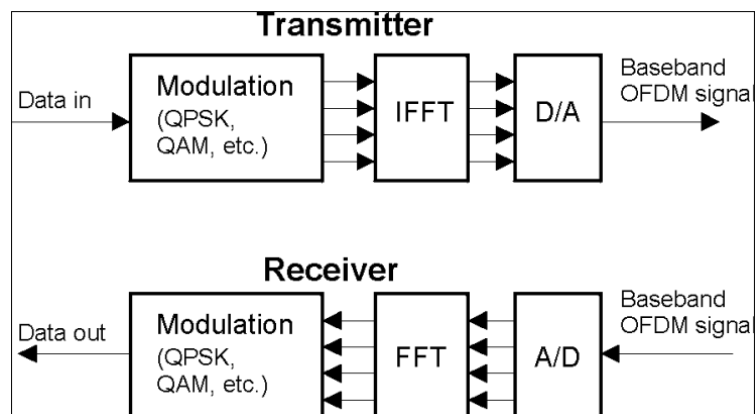 Transmitter
Data in
Modulation
(QPSK,
QAM, etc.)
IFFT
D/A
Baseband
OFDM signal
Receiver
Data out
Modulation
(QPSK,
QAM, etc.)
FFT
A/D
Baseband
OFDM signal